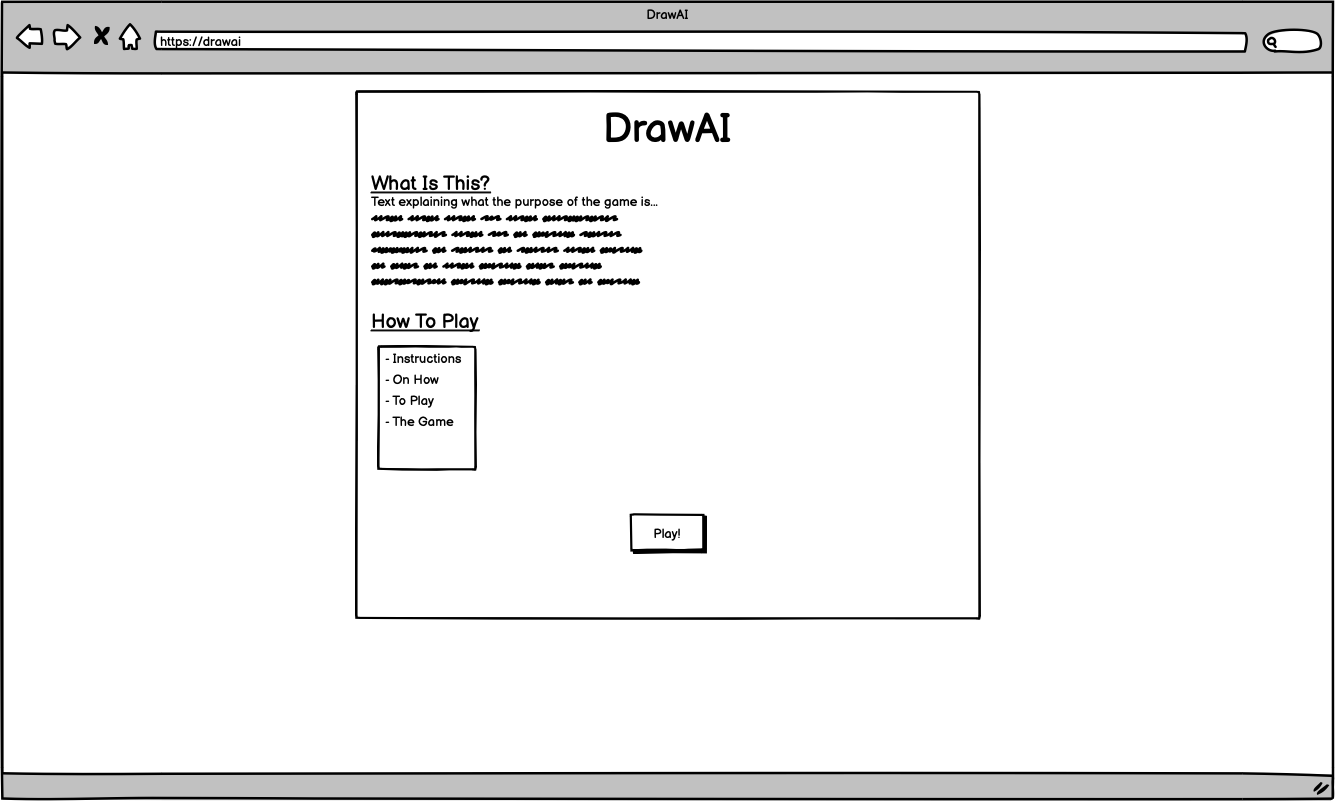 DrawAI
https://drawai
DrawAI
What Is This?
Text explaining what the purpose of the game is...
How To Play
- Instructions
- On How
- To Play
- The Game
Play!